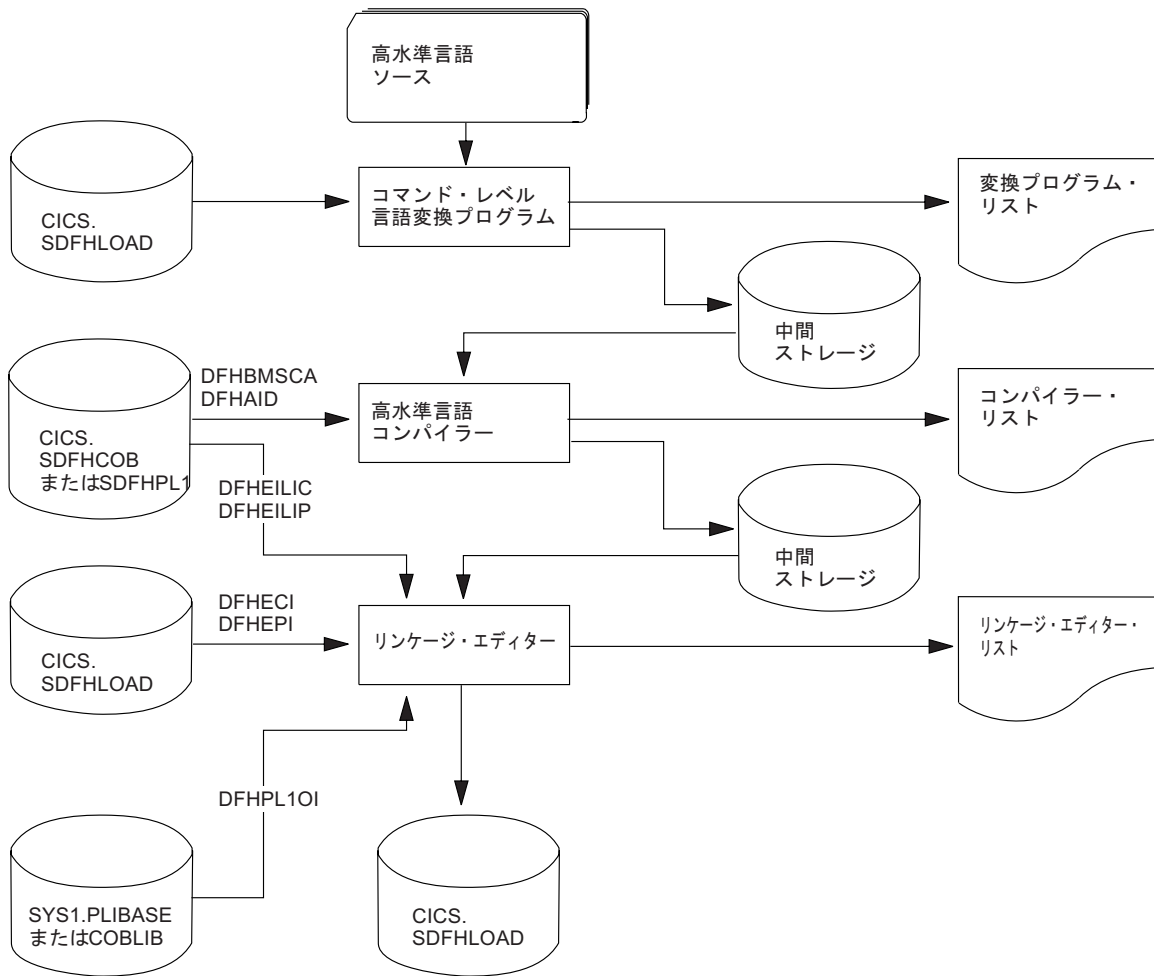 高水準言語
ソース
コマンド・レベル
言語変換プログラム
変換プログラム・
リスト
CICS.
SDFHLOAD
中間
ストレージ
DFHBMSCA
DFHAID
高水準言語
コンパイラー
コンパイラー・
リスト
CICS.
SDFHCOB
またはSDFHPL1
DFHEILIC
DFHEILIP
中間
ストレージ
DFHECI
DFHEPI
リンケージ・エディター
リンケージ・エディター・
リスト
CICS.
SDFHLOAD
DFHPL1OI
SYS1.PLIBASE
またはCOBLIB
CICS.
SDFHLOAD